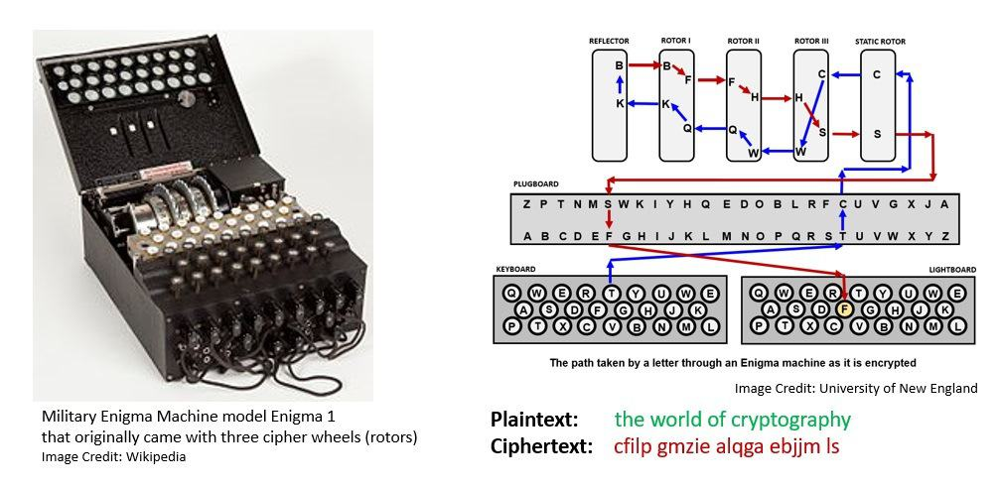 REFLECTOR ROTOR I ROTOR II ROTOR III STATIC ROTOR
B B F F H H C C
K K Q Q W W S S
PLUGBOARD
Z P T N M S W K I Y H Q E D O B L R F C U V G X J A
A B C D E F G H I J K L M N O P Q R S T U V W X Y Z
KEYBOARD LIGHTBOARD
Q W E R T Y U W E Q W E R T Y U W E
A S D F G H J K A S D F G H J K
P T X C V B N M L P T X C V B N M L
The path taken by a letter through an Enigma machine as it is encrypted
Image Credit: University of New England
Military Enigma Machine model Enigma 1
that originally came with three cipher wheels (rotors)
Image Credit: Wikipedia
Plaintext: the world of cryptography
Ciphertext: cfilp gmzie alqga ebjjm ls